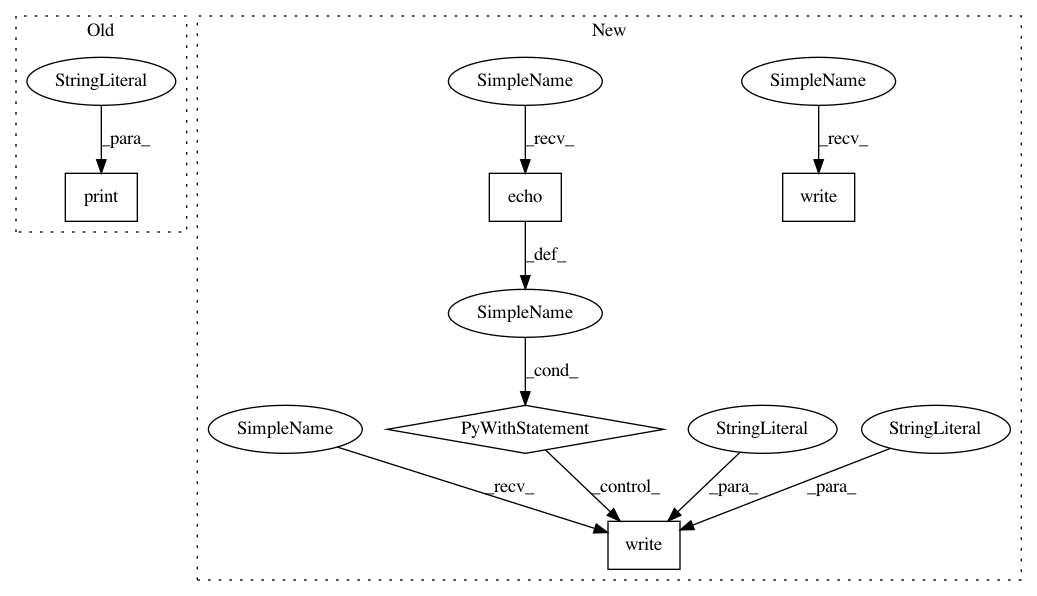 Old
New
StringLiteral
SimpleName
SimpleName
_para_
_recv_
_recv_
print
echo
write
_def_
SimpleName
_cond_
SimpleName
PyWithStatement
StringLiteral
StringLiteral
_recv_
_control_
_para_
_para_
write